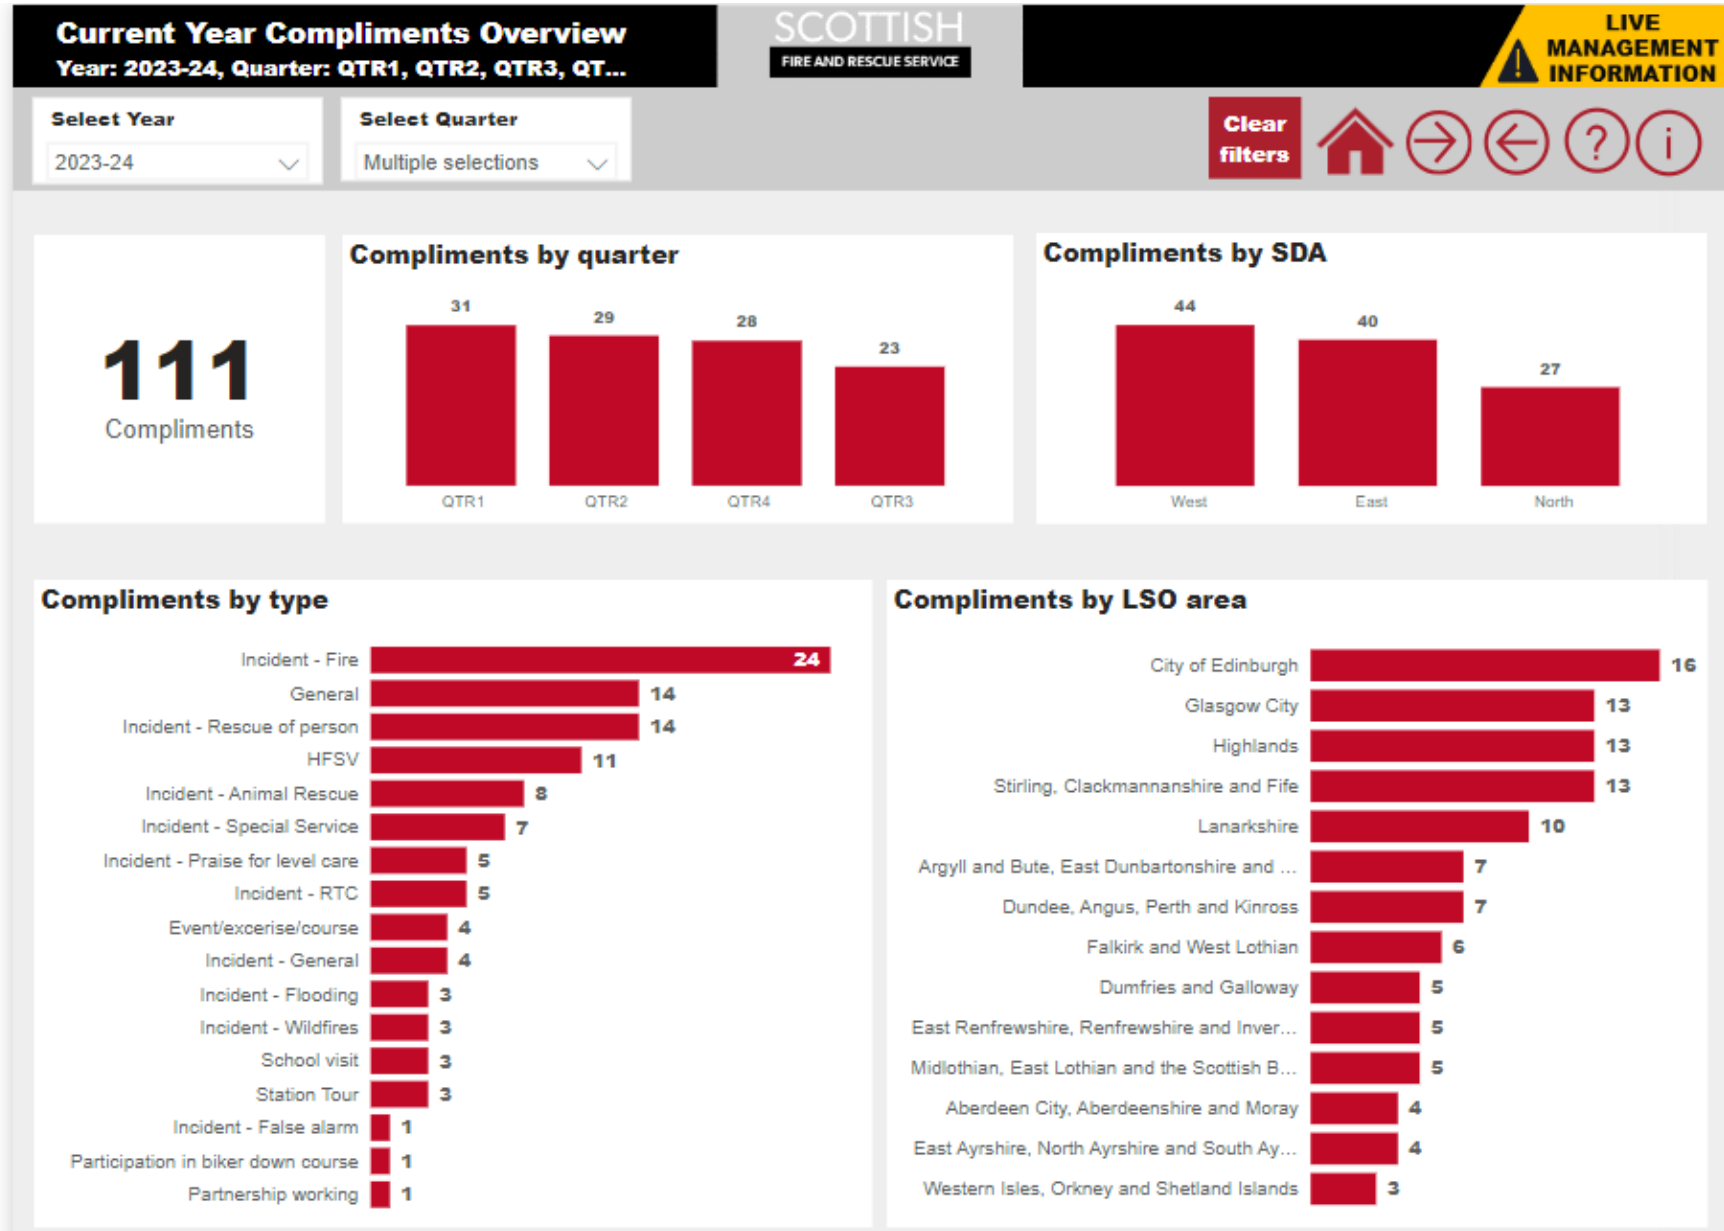 Current Year Compliments Overview
Year: 2023-24, Quarter: QTR1, QTR2, QTR3, QT...
SCOTTISH
FIRE AND RESCUE SERVICE
LIVE
MANAGEMENT
INFORMATION
Select Year
2023-24
Select Quarter
Multiple selections
Clear
filters
?
i
111
Compliments
Compliments by quarter
31
29
28
23
QTR1
QTR2
QTR4
QTR3
Compliments by SDA
44
40
27
West
East
North
Compliments by type
Incident - Fire 24
General 14
Incident - Rescue of person 14
HFSV 11
Incident - Animal Rescue 8
Incident - Special Service 7
Incident - Praise for level care 5
Incident - RTC 5
Event/excerise/course 4
Incident - General 4
Incident - Flooding 3
Incident - Wildfires 3
School visit 3
Station Tour 3
Incident - False alarm 1
Participation in biker down course 1
Partnership working 1
Compliments by LSO area
City of Edinburgh 16
Glasgow City 13
Highlands 13
Stirling, Clackmannanshire and Fife 13
Lanarkshire 10
Argyll and Bute, East Dunbartonshire and ... 7
Dundee, Angus, Perth and Kinross 7
Falkirk and West Lothian 6
Dumfries and Galloway 5
East Renfrewshire, Renfrewshire and Inver... 5
Midlothian, East Lothian and the Scottish B... 5
Aberdeen City, Aberdeenshire and Moray 4
East Ayrshire, North Ayrshire and South Ay... 4
Western Isles, Orkney and Shetland Islands 3